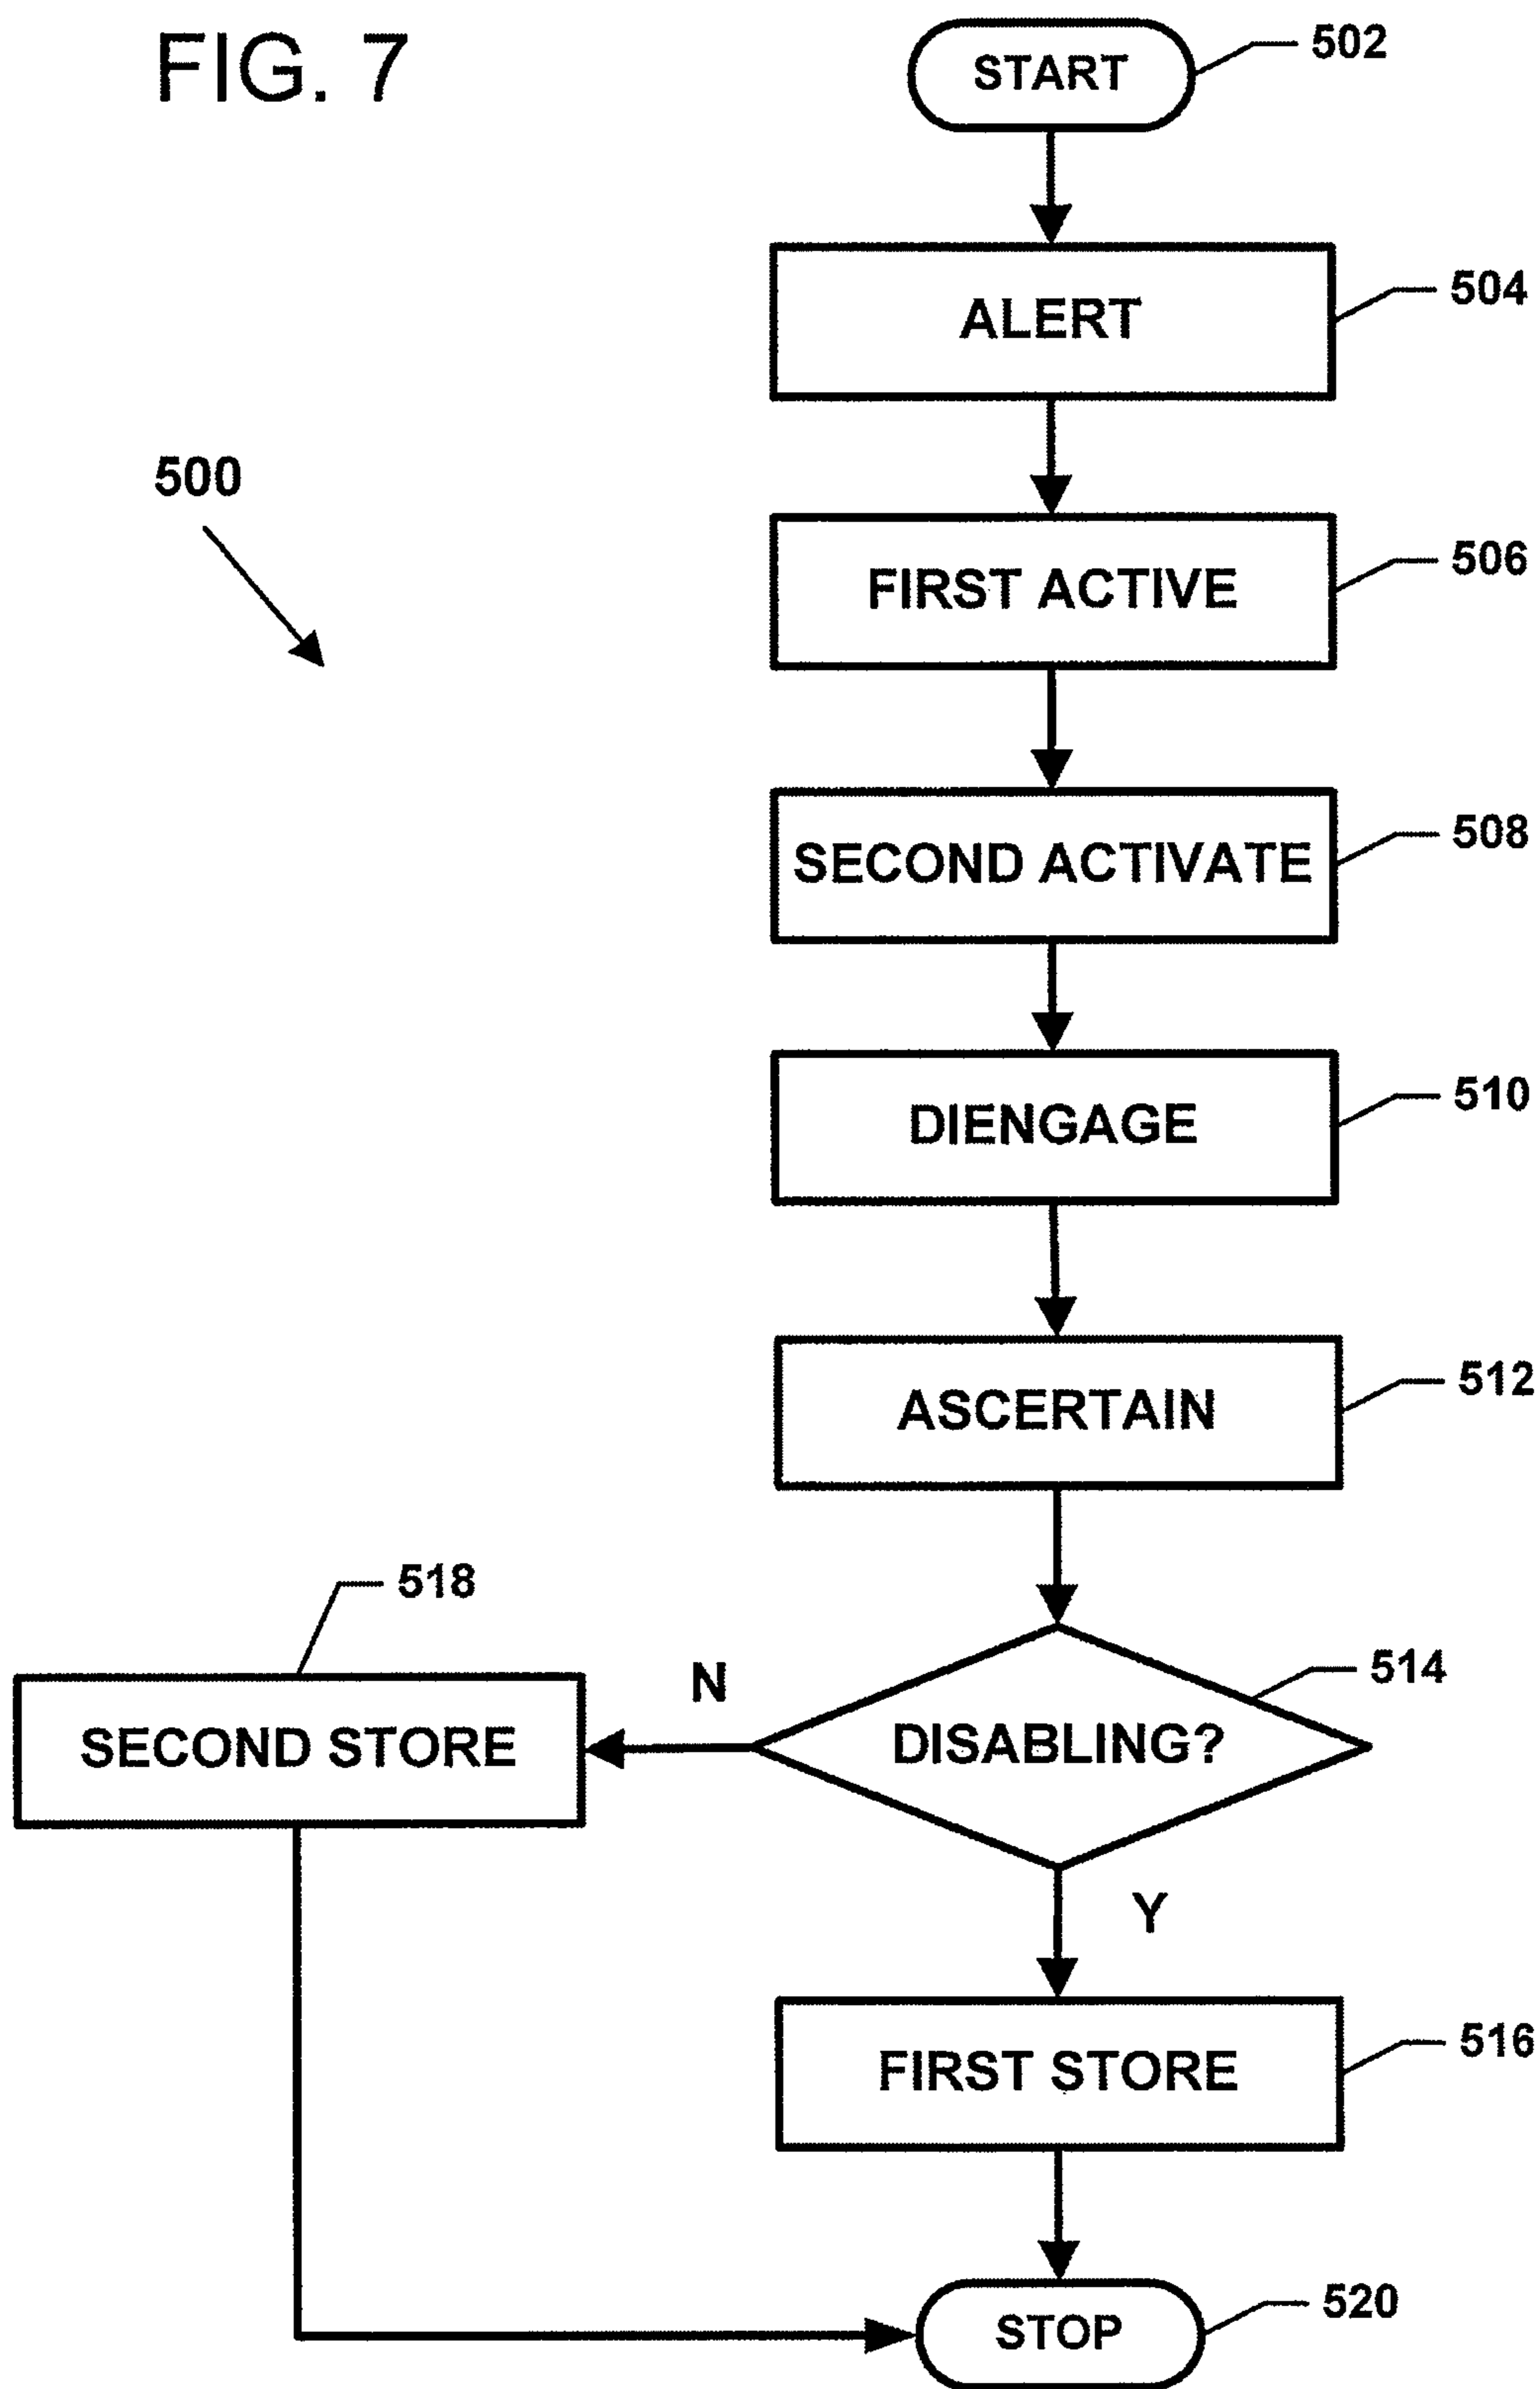 FIG. 7
START
502
ALERT
504
500
FIRST ACTIVE
506
SECOND ACTIVATE
508
DIENGAGE
510
ASCERTAIN
512
518
SECOND STORE
N
DISABLING?
514
Y
FIRST STORE
516
STOP
520